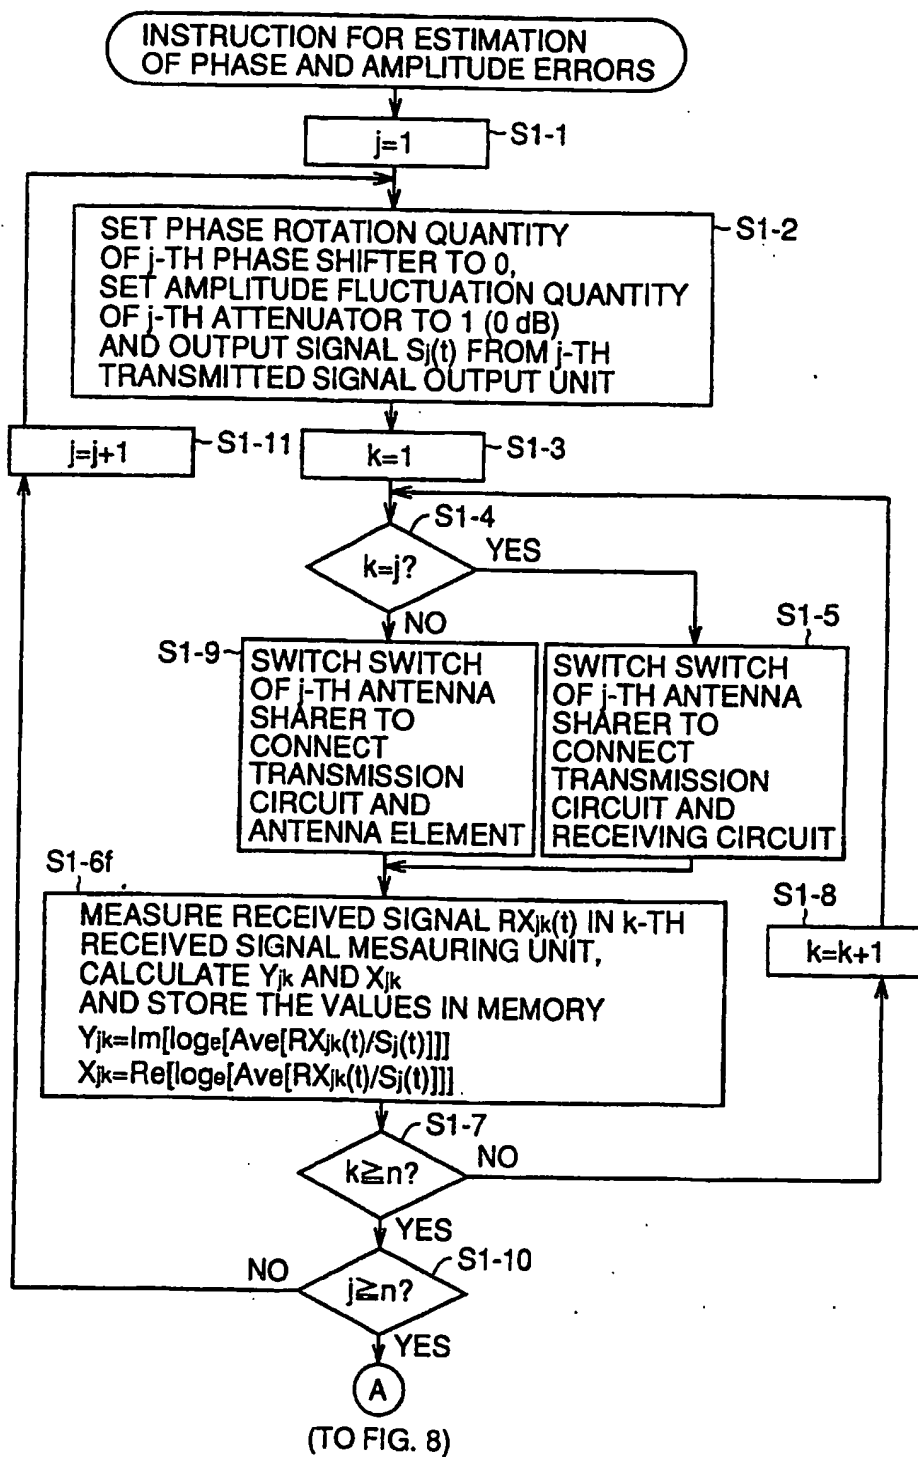 INSTRUCTION FOR ESTIMATION
OF PHASE AND AMPLITUDE ERRORS
j=1
S1-1
SET PHASE ROTATION QUANTITY
OF j-TH PHASE SHIFTER TO 0,
SET AMPLITUDE FLUCTUATION QUANTITY
OF j-TH ATTENUATOR TO 1 (0 dB)
AND OUTPUT SIGNAL Sj(t) FROM j-TH
TRANSMITTED SIGNAL OUTPUT UNIT
S1-2
j=j+1
S1-11
k=1
S1-3
S1-4
k=j?
YES
NO
S1-9
SWITCH SWITCH
OF j-TH ANTENNA
SHARER TO
CONNECT
TRANSMISSION
CIRCUIT AND
ANTENNA ELEMENT
S1-5
SWITCH SWITCH
OF j-TH ANTENNA
SHARER TO
CONNECT
TRANSMISSION
CIRCUIT AND
RECEIVING CIRCUIT
S1-6f
MEASURE RECEIVED SIGNAL RXjk(t) IN k-TH
RECEIVED SIGNAL MESAURING UNIT,
CALCULATE Yjk AND Xjk
AND STORE THE VALUES IN MEMORY
Yjk=Im[loge[Ave[RXjk(t)/Sj(t)]]]
Xjk=Re[loge[Ave[RXjk(t)/Sj(t)]]]
S1-8
k=k+1
S1-7
k≧n?
NO
YES
S1-10
j≧n?
NO
YES
A
(TO FIG. 8)